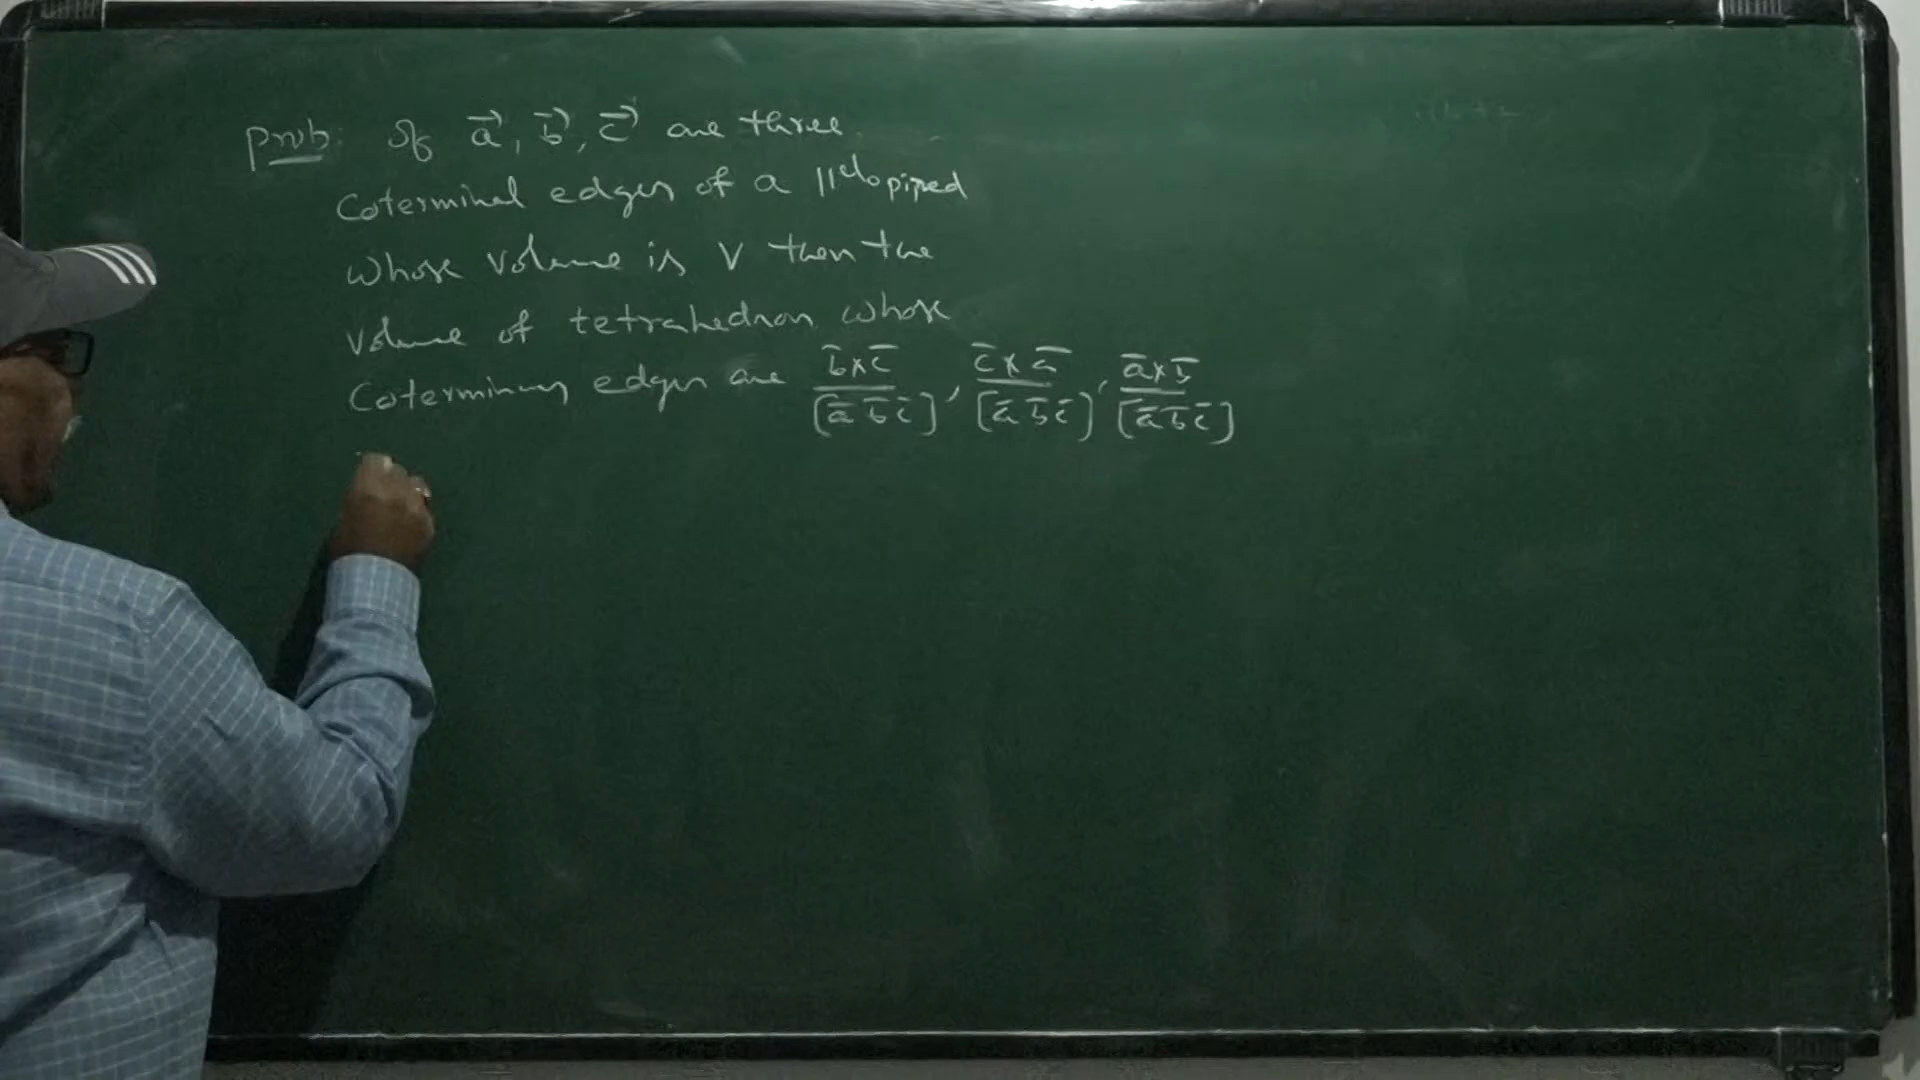 Prob: If a⃗, b⃗, c⃗ are three
Coterminal edges of a ||elopiped
whose volume is V then the
volume of tetrahedron whose
Coterminus edges are (b̄×c̄)/[ā b̄ c̄], (c̄×ā)/[ā b̄ c̄], (ā×b̄)/[ā b̄ c̄]